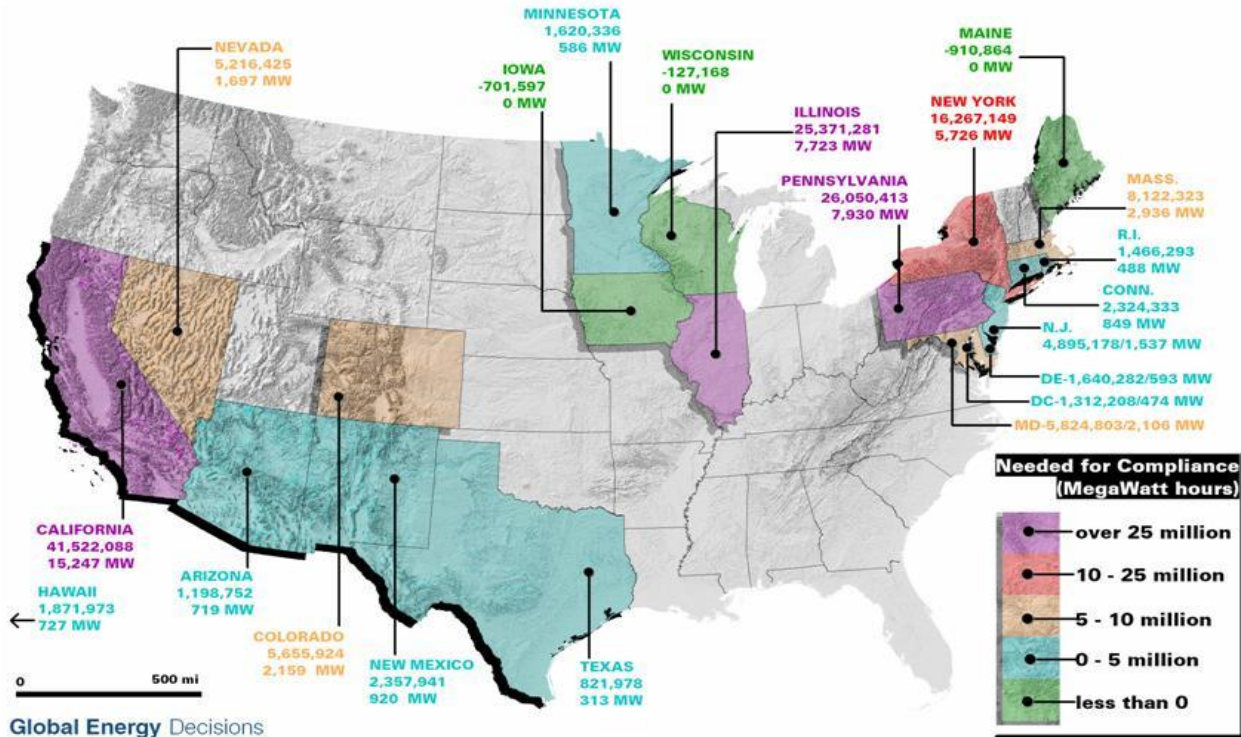 MINNESOTA
1,620,336
586 MW
NEVADA
5,216,425
1,697 MW
IOWA
-701,597
0 MW
WISCONSIN
-127,168
0 MW
MAINE
-910,864
0 MW
ILLINOIS
25,371,281
7,723 MW
NEW YORK
16,267,149
5,726 MW
PENNSYLVANIA
26,050,413
7,930 MW
MASS.
8,122,323
2,936 MW
R.I.
1,466,293
488 MW
CONN.
2,324,333
849 MW
N.J.
4,895,178/1,537 MW
DE-1,640,282/593 MW
DC-1,312,208/474 MW
MD-5,824,803/2,106 MW
CALIFORNIA
41,522,088
15,247 MW
HAWAII
1,871,973
727 MW
ARIZONA
1,198,752
719 MW
COLORADO
5,655,924
2,159 MW
NEW MEXICO
2,357,941
920 MW
TEXAS
821,978
313 MW
Needed for Compliance
(MegaWatt hours)
over 25 million
10 - 25 million
5 - 10 million
0 - 5 million
less than 0
0 500 mi
Global Energy Decisions